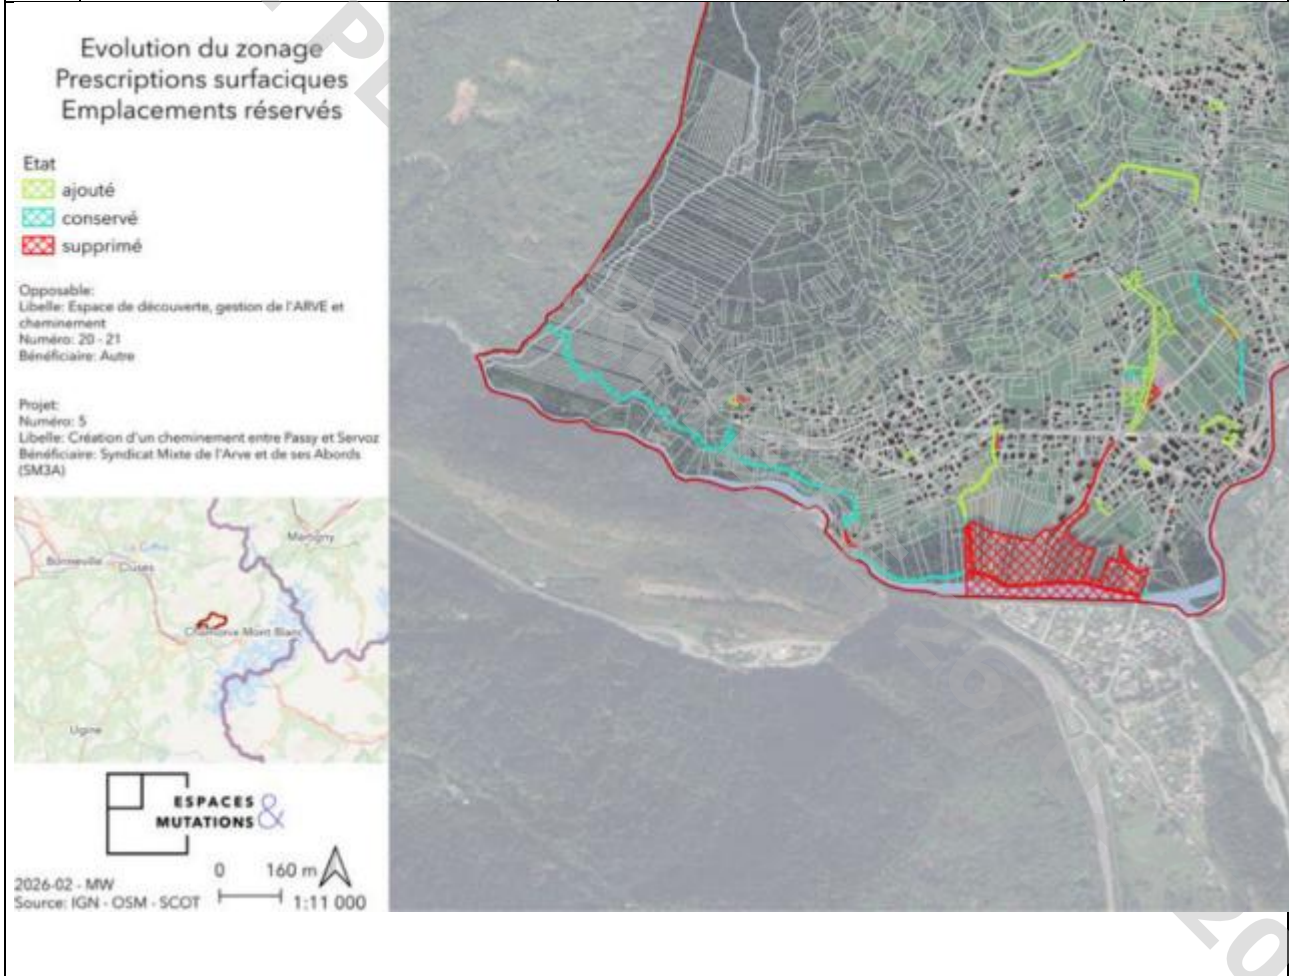 Evolution du zonage
Prescriptions surfaciques
Emplacements réservés
Etat
ajouté
conservé
supprimé
Opposable:
Libelle: Espace de découverte, gestion de l'ARVE et
cheminement
Numéro: 20 - 21
Bénéficiaire: Autre
Projet:
Numéro: 5
Libelle: Création d'un cheminement entre Passy et Servoz
Bénéficiaire: Syndicat Mixte de l'Arve et de ses Abords
(SM3A)
Martigny
Bonneville
Le Giffre
Cluses
Chamonix Mont Blanc
Ugine
ESPACES &
MUTATIONS
0 160 m
2026-02 - MW
Source: IGN - OSM - SCOT
1:11 000